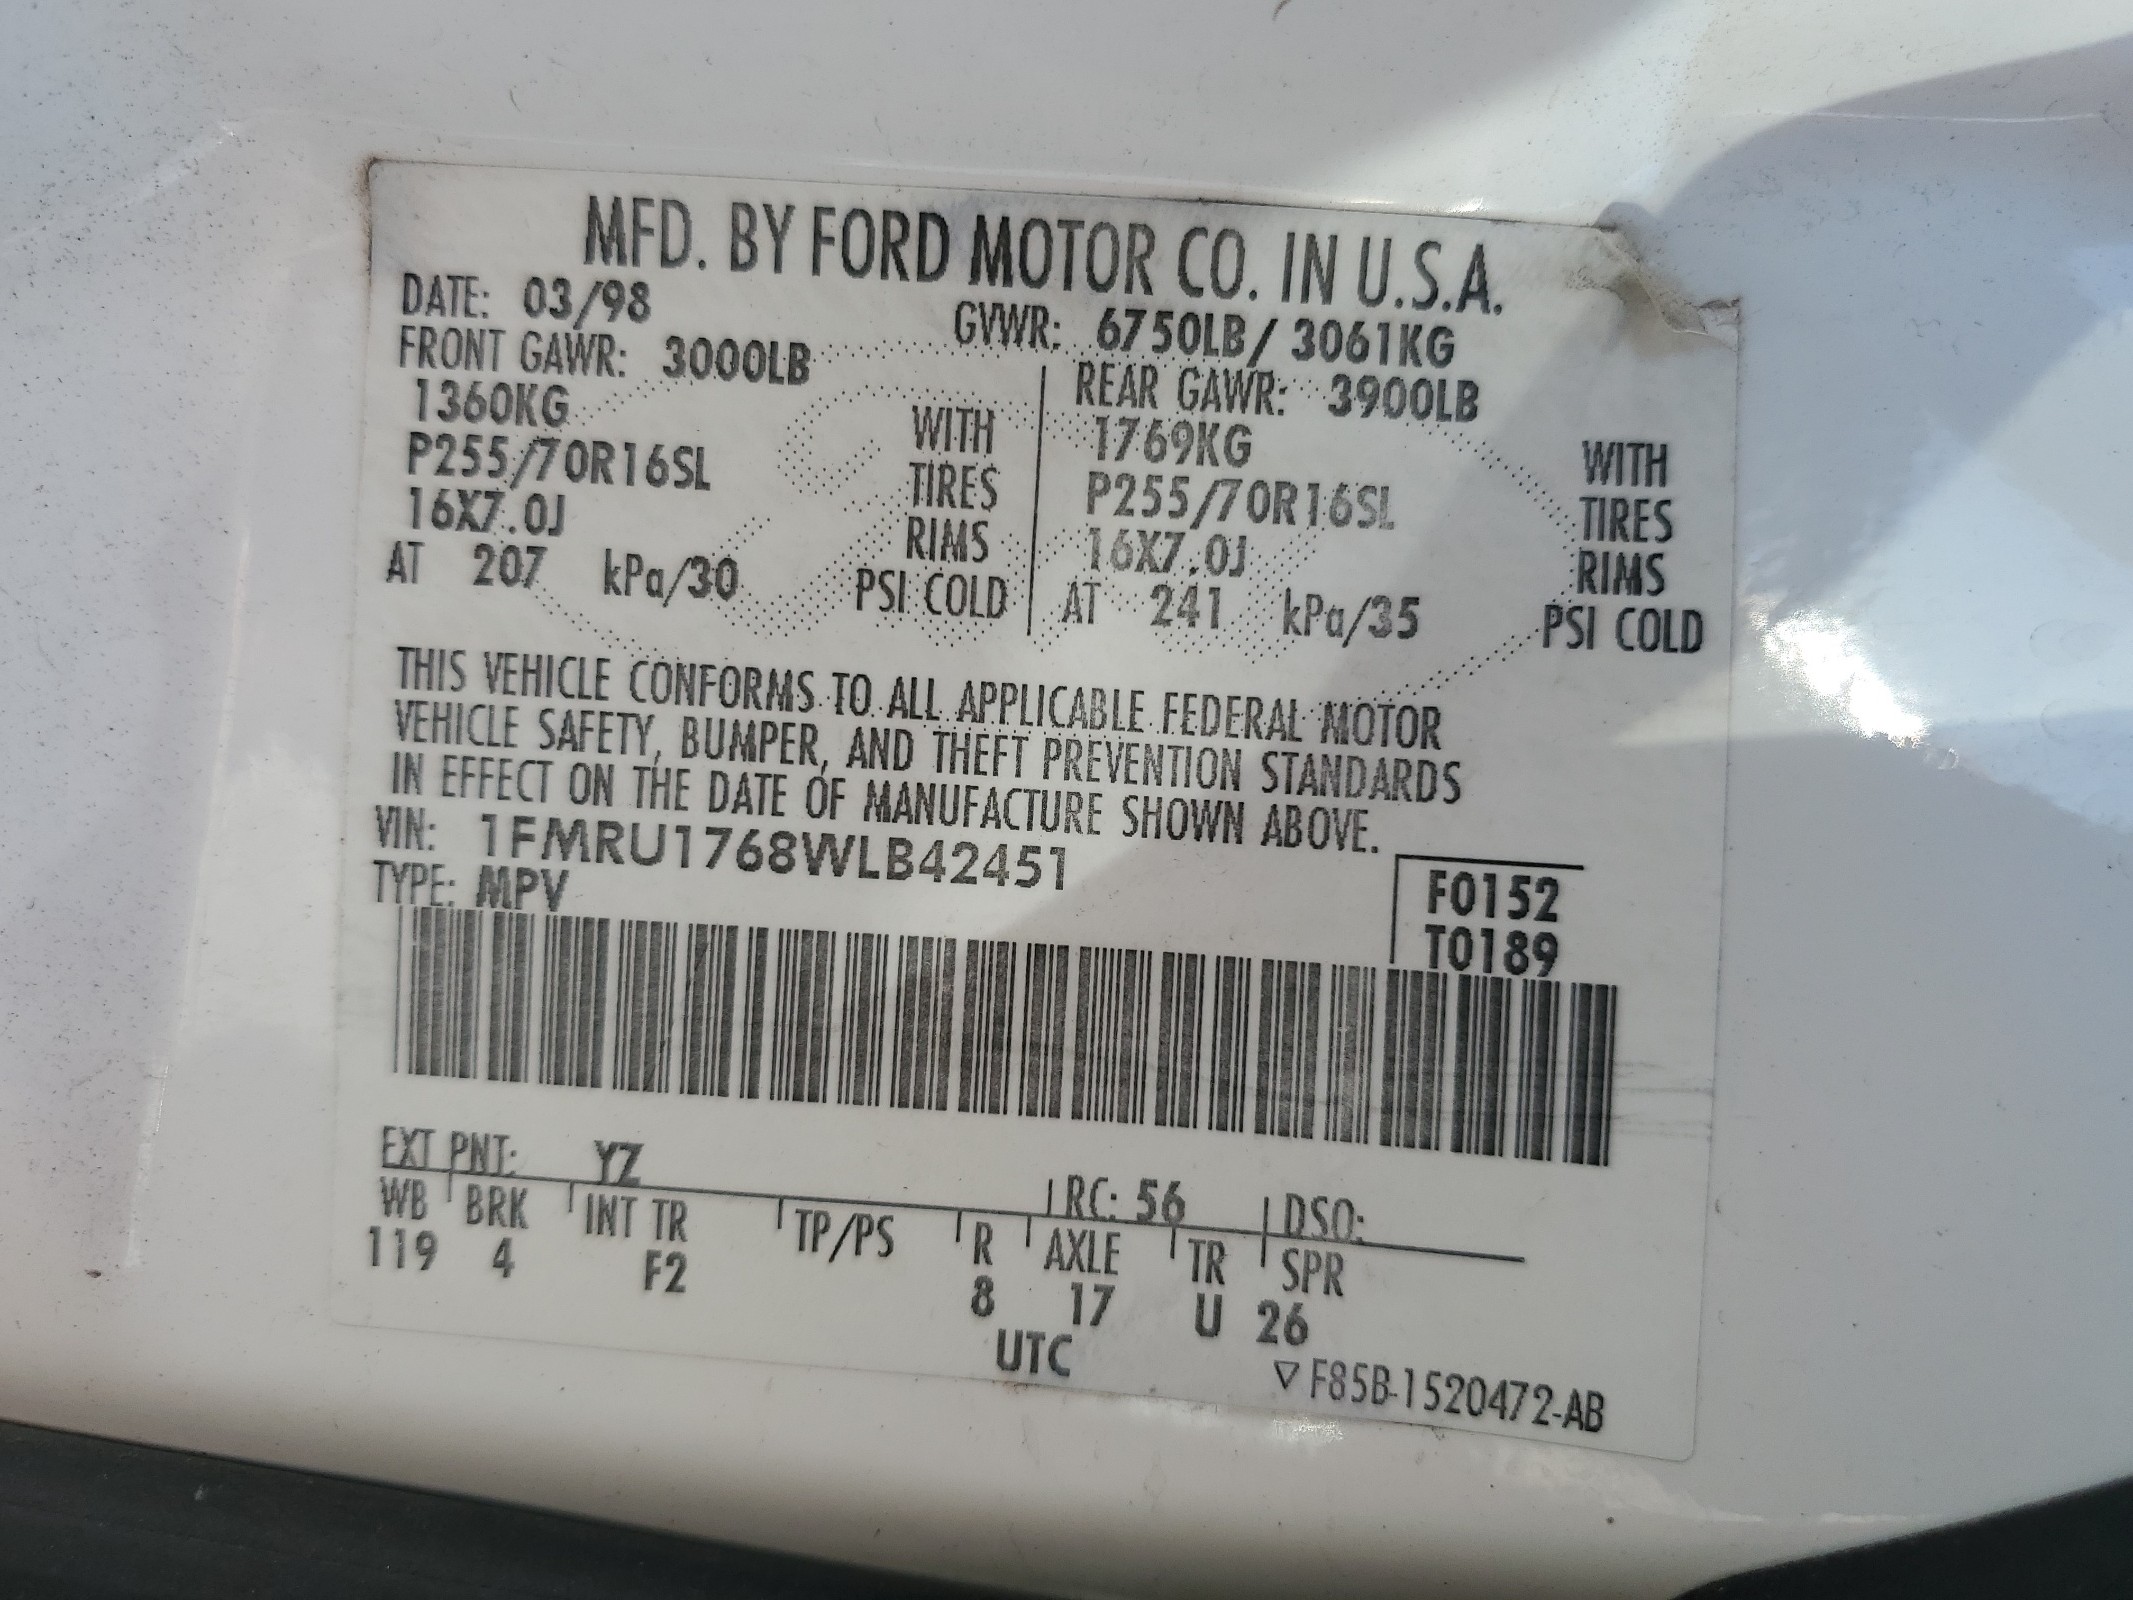 MFD. BY FORD MOTOR CO. IN U.S.A.
DATE: 03/98 GVWR: 6750LB/ 3061KG
FRONT GAWR: 3000LB REAR GAWR: 3900LB
1360KG WITH 1769KG WITH
P255/70R16SL TIRES P255/70R16SL TIRES
16X7.0J RIMS 16X7.0J RIMS
AT 207 kPa/30 PSI COLD AT 241 kPa/35 PSI COLD
THIS VEHICLE CONFORMS TO ALL APPLICABLE FEDERAL MOTOR
VEHICLE SAFETY, BUMPER, AND THEFT PREVENTION STANDARDS
IN EFFECT ON THE DATE OF MANUFACTURE SHOWN ABOVE.
VIN: 1FMRU1768WLB42451
TYPE: MPV
F0152
T0189
EXT PNT: YZ RC: 56 DSO:
WB BRK INT TR TP/PS R AXLE TR SPR
119 4 F2 8 17 U 26
UTC
▽ F85B-1520472-AB